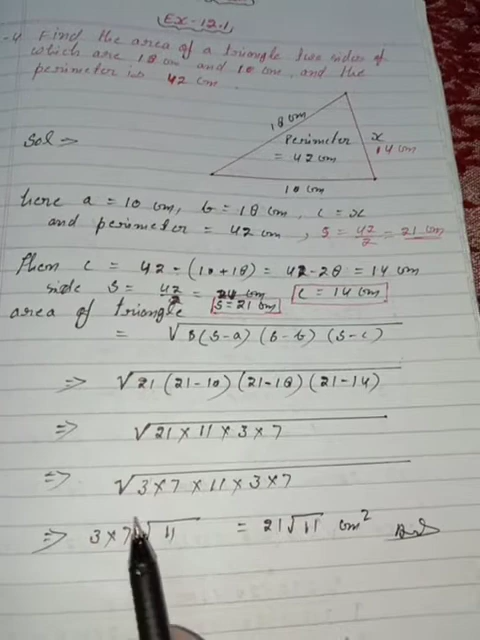 Ex-12.1
-4 Find the area of a triangle two sides of
which are 18 cm and 10 cm, and the
perimeter is 42 cm.
Sol ⇒
18 cm
Perimeter
= 42 cm
x
14 cm
10 cm
here a = 10 cm, b = 18 cm, c = x
and perimeter = 42 cm, S = 42/2 = 21 cm
Then c = 42 - (10 + 18) = 42 - 28 = 14 cm
side S = 42/2 = cm c = 14 cm
area of triangle S = 21 cm
= √S(S-a)(S-b)(S-c)
⇒ √21(21-10)(21-18)(21-14)
⇒ √21×11×3×7
⇒ √3×7×11×3×7
⇒ 3×7√11 = 21√11 cm² Ans